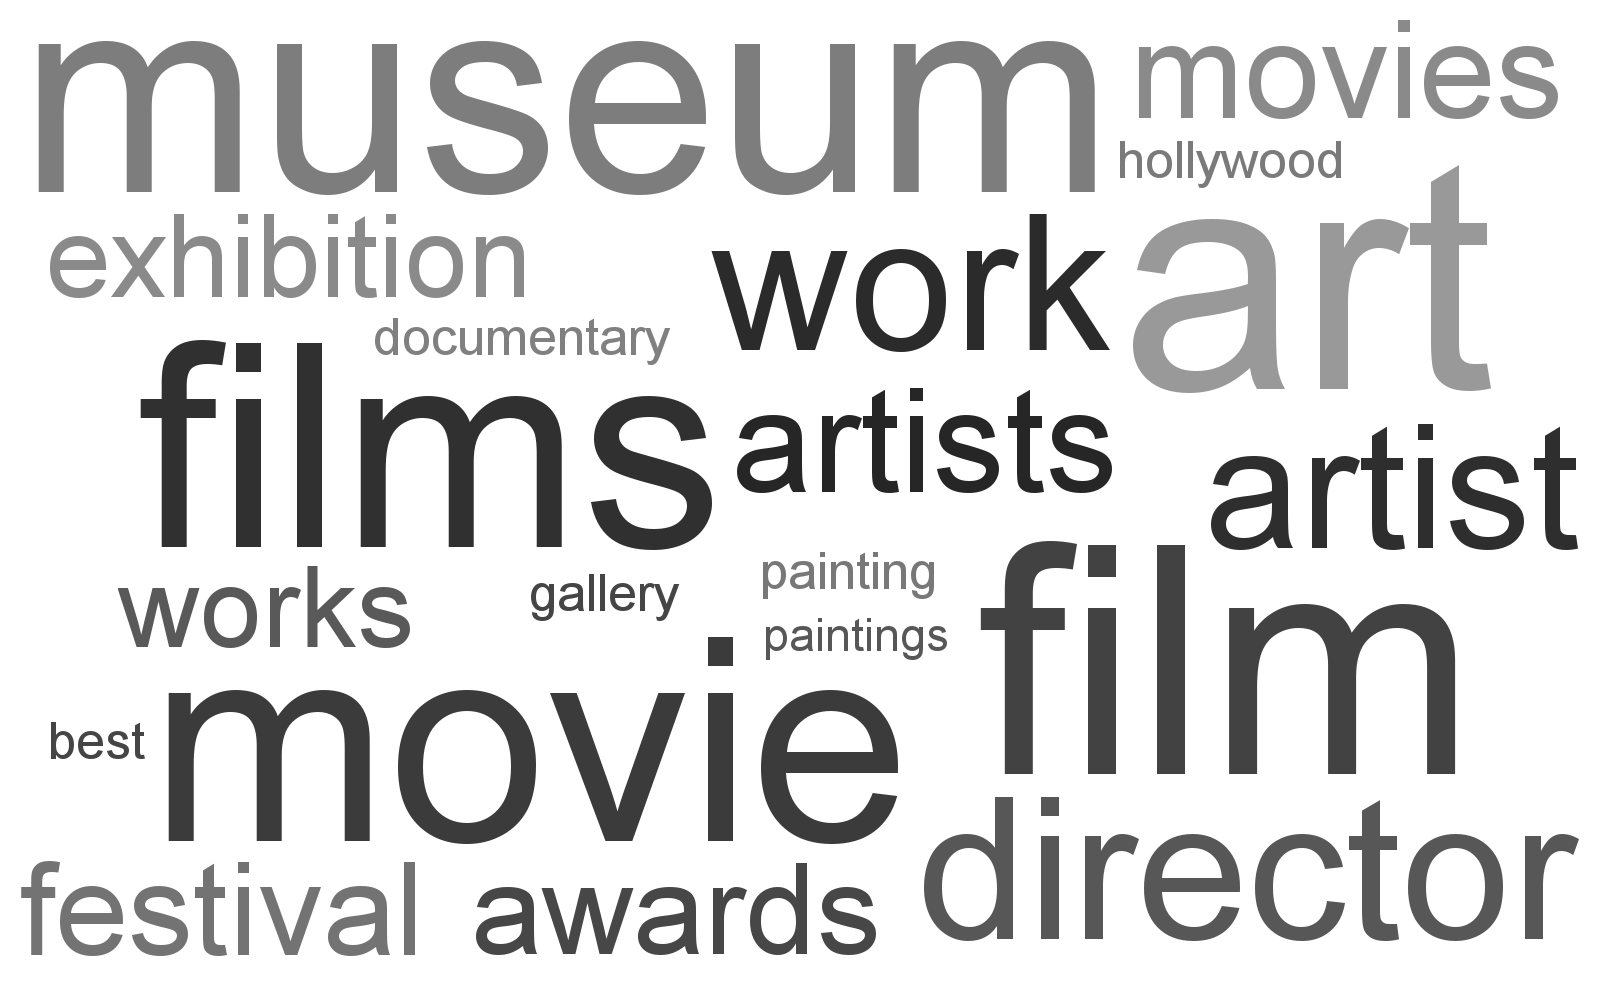 museum movies
hollywood
exhibition work art
documentary
films artists artist
works gallery painting film
paintings
best movie
festival awards director